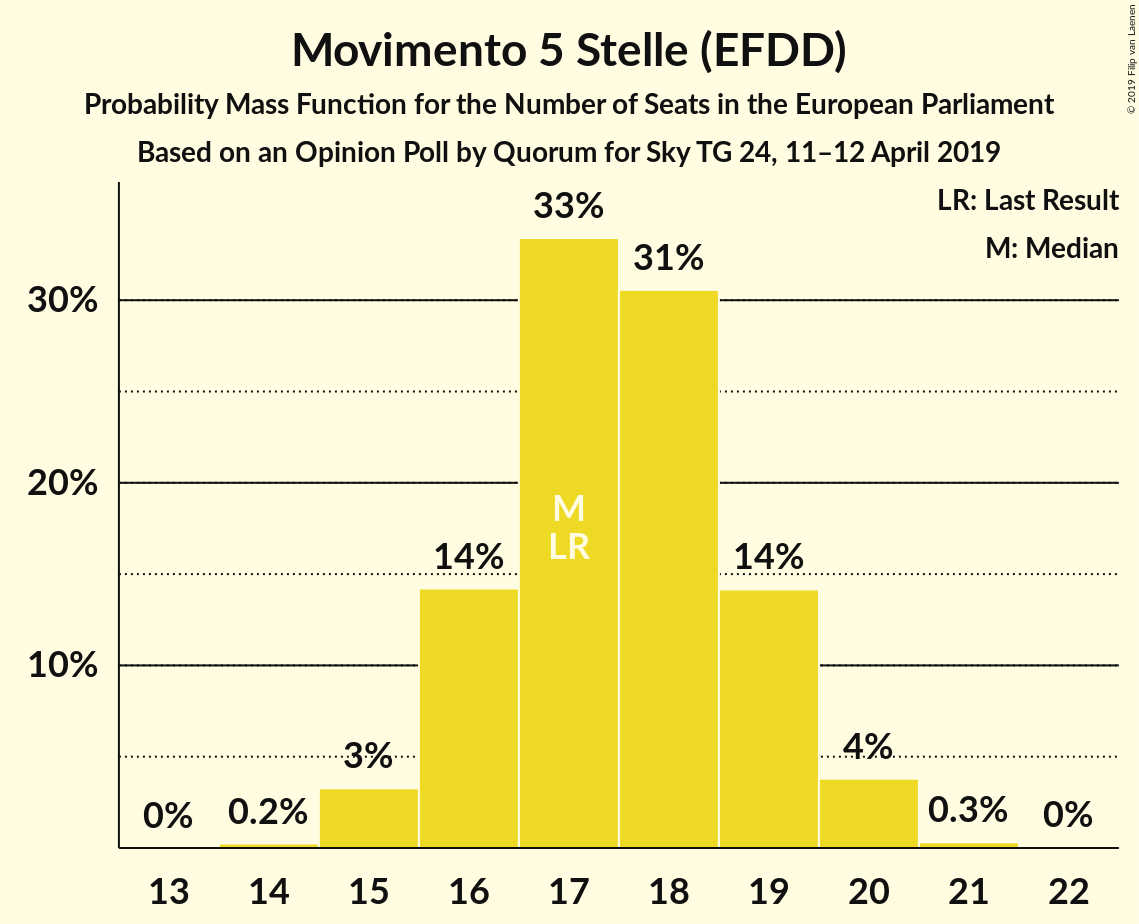 Movimento 5 Stelle (EFDD)
Probability Mass Function for the Number of Seats in the European Parliament
Based on an Opinion Poll by Quorum for Sky TG 24, 11–12 April 2019
© 2019 Filip van Laenen
LR: Last Result
M: Median
30%
20%
10%
0%
0.2%
3%
14%
33%
31%
14%
4%
0.3%
0%
M
LR
13 14 15 16 17 18 19 20 21 22